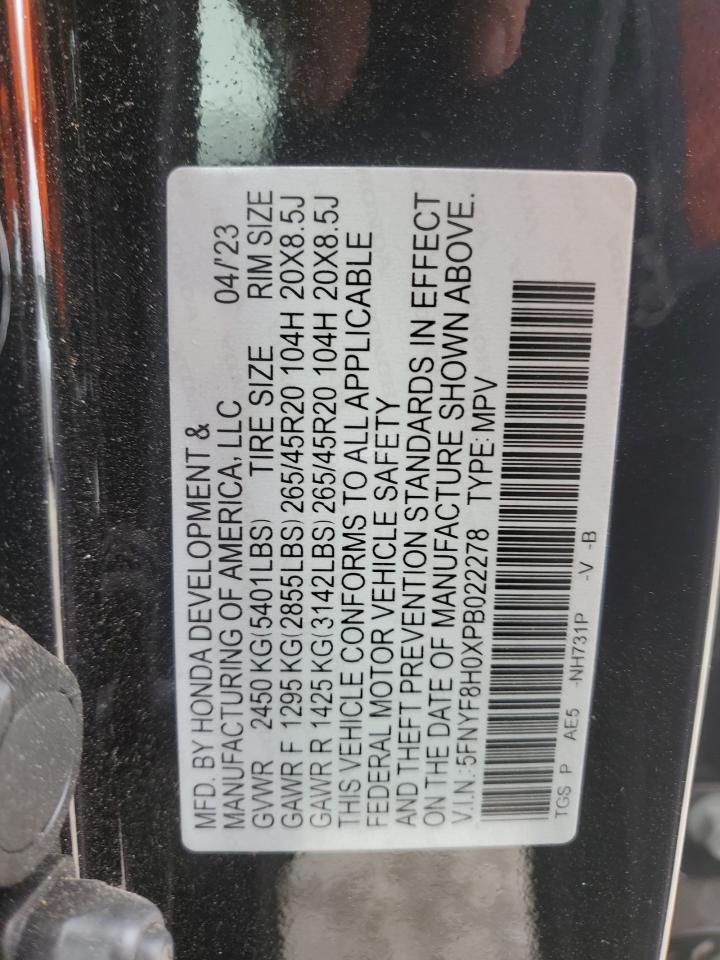 MFD. BY HONDA DEVELOPMENT &
MANUFACTURING OF AMERICA, LLC 04/'23
GVWR 2450 KG(5401LBS) TIRE SIZE RIM SIZE
GAWR F 1295 KG(2855LBS) 265/45R20 104H 20X8.5J
GAWR R 1425 KG(3142LBS) 265/45R20 104H 20X8.5J
THIS VEHICLE CONFORMS TO ALL APPLICABLE
FEDERAL MOTOR VEHICLE SAFETY
AND THEFT PREVENTION STANDARDS IN EFFECT
ON THE DATE OF MANUFACTURE SHOWN ABOVE.
V.I.N.: 5FNYF8H0XPB022278 TYPE: MPV
TGS P AE5 -NH731P -V -B